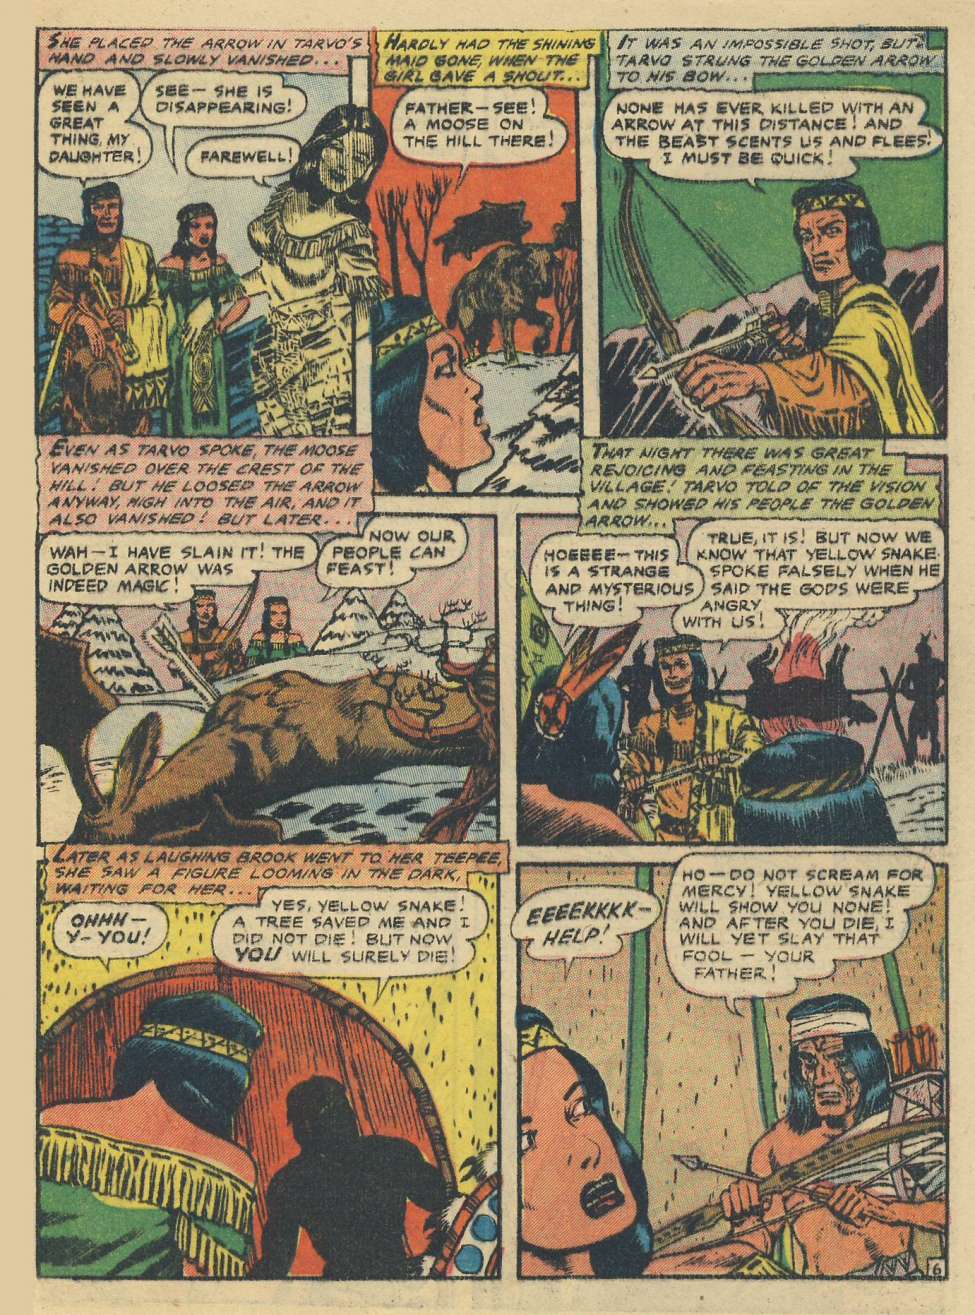 SHE PLACED THE ARROW IN TARVO'S
HAND AND SLOWLY VANISHED...
WE HAVE
SEEN A
GREAT
THING, MY
DAUGHTER!
SEE-- SHE IS
DISAPPEARING!
FAREWELL!
HARDLY HAD THE SHINING
MAID GONE, WHEN THE
GIRL GAVE A SHOUT...
FATHER--SEE!
A MOOSE ON
THE HILL THERE!
IT WAS AN IMPOSSIBLE SHOT, BUT
TARVO STRUNG THE GOLDEN ARROW
TO HIS BOW...
NONE HAS EVER KILLED WITH AN
ARROW AT THIS DISTANCE! AND
THE BEAST SCENTS US AND FLEES!
I MUST BE QUICK!
EVEN AS TARVO SPOKE, THE MOOSE
VANISHED OVER THE CREST OF THE
HILL! BUT HE LOOSED THE ARROW
ANYWAY, HIGH INTO THE AIR, AND IT
ALSO VANISHED! BUT LATER...
WAH--I HAVE SLAIN IT! THE
GOLDEN ARROW WAS
INDEED MAGIC!
NOW OUR
PEOPLE CAN
FEAST!
THAT NIGHT THERE WAS GREAT
REJOICING AND FEASTING IN THE
VILLAGE! TARVO TOLD OF THE VISION
AND SHOWED HIS PEOPLE THE GOLDEN
ARROW...
HOEEEE--THIS
IS A STRANGE
AND MYSTERIOUS
THING!
TRUE, IT IS! BUT NOW WE
KNOW THAT YELLOW SNAKE
SPOKE FALSELY WHEN HE
SAID THE GODS WERE
ANGRY
WITH US!
LATER AS LAUGHING BROOK WENT TO HER TEEPEE,
SHE SAW A FIGURE LOOMING IN THE DARK,
WAITING FOR HER...
OHHH--
Y-YOU!
YES, YELLOW SNAKE!
A TREE SAVED ME AND I
DID NOT DIE! BUT NOW
YOU WILL SURELY DIE!
EEEEKKKK--
HELP!
HO--DO NOT SCREAM FOR
MERCY! YELLOW SNAKE
WILL SHOW YOU NONE!
AND AFTER YOU DIE, I
WILL YET SLAY THAT
FOOL -- YOUR
FATHER!
6